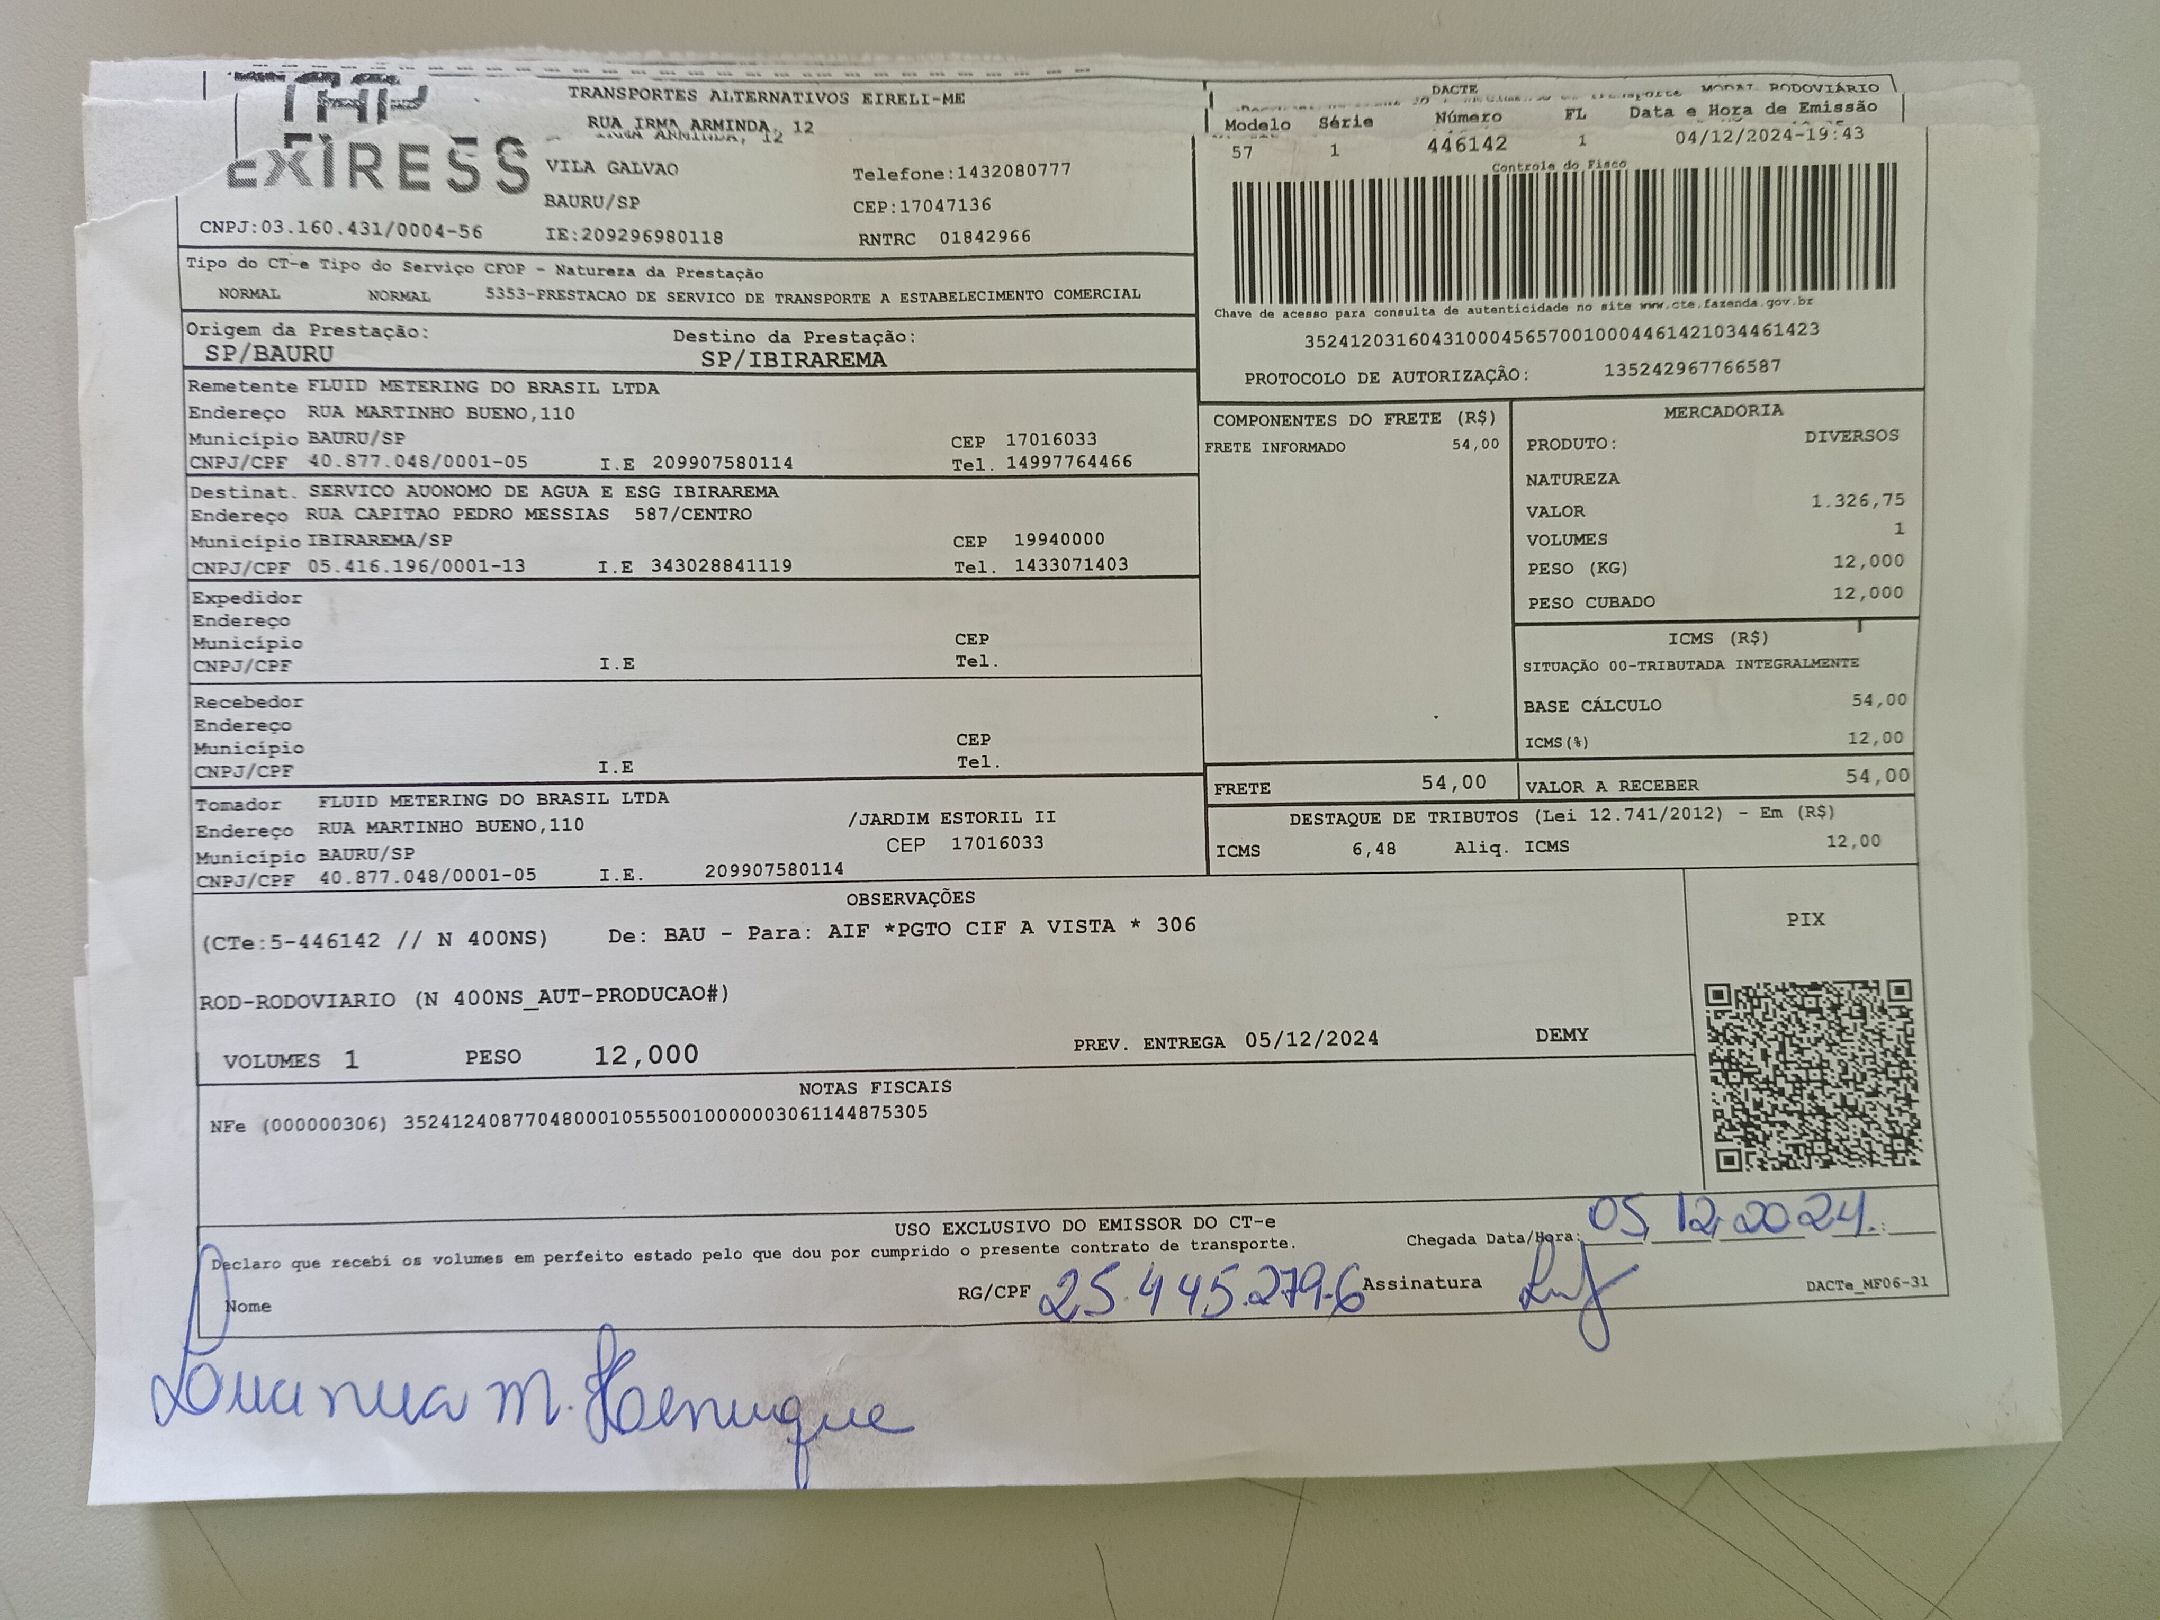 TRANSPORTES ALTERNATIVOS EIRELI-ME
RUA IRMA ARMINDA, 12
EXPRESS
VILA GALVAO Telefone:1432080777
BAURU/SP CEP:17047136
CNPJ:03.160.431/0004-56 IE:209296980118 RNTRC 01842966
DACTE MODAL RODOVIÁRIO
Modelo Série Número FL Data e Hora de Emissão
57 1 446142 1 04/12/2024-19:43
Controle do Fisco
Chave de acesso para consulta de autenticidade no site www.cte.fazenda.gov.br
35241203160431000456570010004461421034461423
PROTOCOLO DE AUTORIZAÇÃO: 135242967766587
Tipo do CT-e Tipo do Serviço CFOP - Natureza da Prestação
NORMAL NORMAL 5353-PRESTACAO DE SERVICO DE TRANSPORTE A ESTABELECIMENTO COMERCIAL
Origem da Prestação: Destino da Prestação:
SP/BAURU SP/IBIRAREMA
Remetente FLUID METERING DO BRASIL LTDA
Endereço RUA MARTINHO BUENO,110
Município BAURU/SP CEP 17016033
CNPJ/CPF 40.877.048/0001-05 I.E 209907580114 Tel. 14997764466
Destinat. SERVICO AUONOMO DE AGUA E ESG IBIRAREMA
Endereço RUA CAPITAO PEDRO MESSIAS 587/CENTRO
Município IBIRAREMA/SP CEP 19940000
CNPJ/CPF 05.416.196/0001-13 I.E 343028841119 Tel. 1433071403
Expedidor
Endereço
Município CEP
CNPJ/CPF I.E Tel.
Recebedor
Endereço
Município CEP
CNPJ/CPF I.E Tel.
Tomador FLUID METERING DO BRASIL LTDA
Endereço RUA MARTINHO BUENO,110 /JARDIM ESTORIL II
Município BAURU/SP CEP 17016033
CNPJ/CPF 40.877.048/0001-05 I.E. 209907580114
COMPONENTES DO FRETE (R$)
FRETE INFORMADO 54,00
MERCADORIA
PRODUTO: DIVERSOS
NATUREZA
VALOR 1.326,75
VOLUMES 1
PESO (KG) 12,000
PESO CUBADO 12,000
ICMS (R$)
SITUAÇÃO 00-TRIBUTADA INTEGRALMENTE
BASE CÁLCULO 54,00
ICMS(%) 12,00
FRETE 54,00 VALOR A RECEBER 54,00
DESTAQUE DE TRIBUTOS (Lei 12.741/2012) - Em (R$)
ICMS 6,48 Aliq. ICMS 12,00
OBSERVAÇÕES
(CTe:5-446142 // N 400NS) De: BAU - Para: AIF *PGTO CIF A VISTA * 306
ROD-RODOVIARIO (N 400NS_AUT-PRODUCAO#)
VOLUMES 1 PESO 12,000 PREV. ENTREGA 05/12/2024 DEMY
PIX
NOTAS FISCAIS
NFe (000000306) 35241240877048000105550010000003061144875305
USO EXCLUSIVO DO EMISSOR DO CT-e
Declaro que recebi os volumes em perfeito estado pelo que dou por cumprido o presente contrato de transporte.
Chegada Data/Hora: 05 12 2024
Nome RG/CPF 25.445.279-6 Assinatura
DACTe_MF06-31
M. Henrique